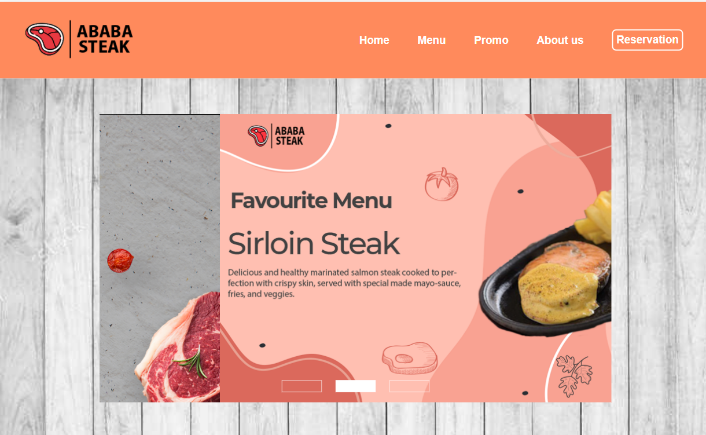 ABABA
STEAK
Home Menu Promo About us Reservation
ABABA
STEAK
Favourite Menu
Sirloin Steak
Delicious and healthy marinated salmon steak cooked to per-
fection with crispy skin, served with special made mayo-sauce,
fries, and veggies.